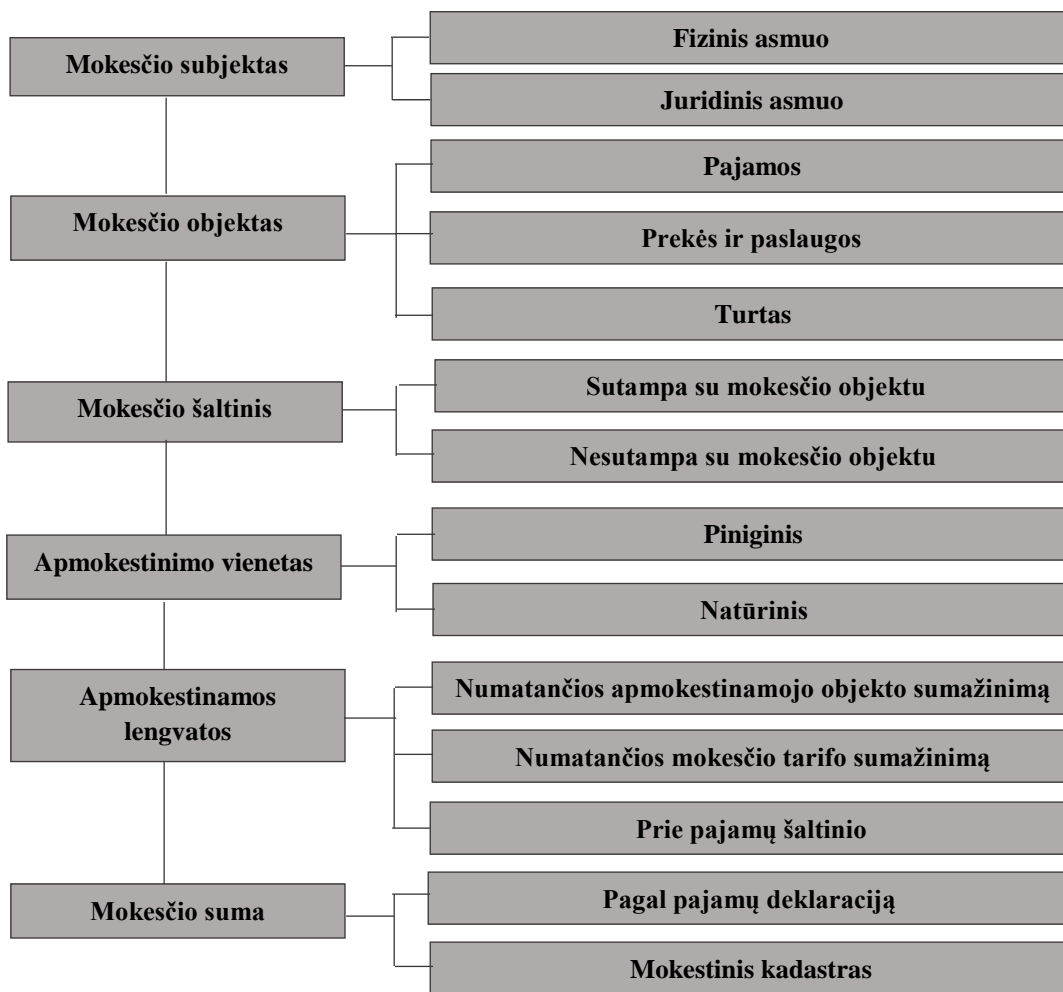 Mokesčio subjektas
Fizinis asmuo
Juridinis asmuo
Mokesčio objektas
Pajamos
Prekės ir paslaugos
Turtas
Mokesčio šaltinis
Sutampa su mokesčio objektu
Nesutampa su mokesčio objektu
Apmokestinimo vienetas
Piniginis
Natūrinis
Apmokestinamos
lengvatos
Numatančios apmokestinamojo objekto sumažinimą
Numatančios mokesčio tarifo sumažinimą
Prie pajamų šaltinio
Mokesčio suma
Pagal pajamų deklaraciją
Mokestinis kadastras